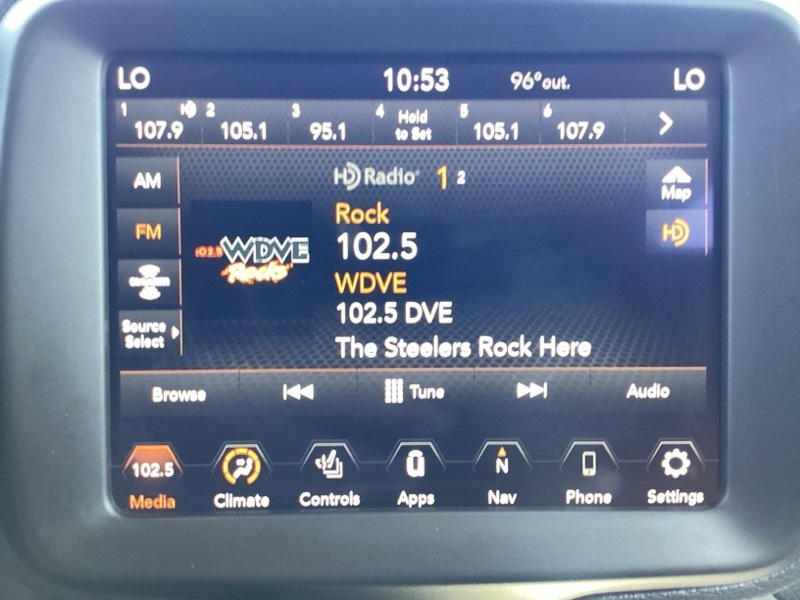 LO 10:53 96° out. LO
1 HD 2 3 4 Hold 5 6
107.9 105.1 95.1 to Set 105.1 107.9
AM
HD Radio 1 2
Map
FM
HD
102.5 WDVE
Rocks
Rock
102.5
WDVE
102.5 DVE
The Steelers Rock Here
Source
Select
Browse Tune Audio
102.5 N
Media Climate Controls Apps Nav Phone Settings